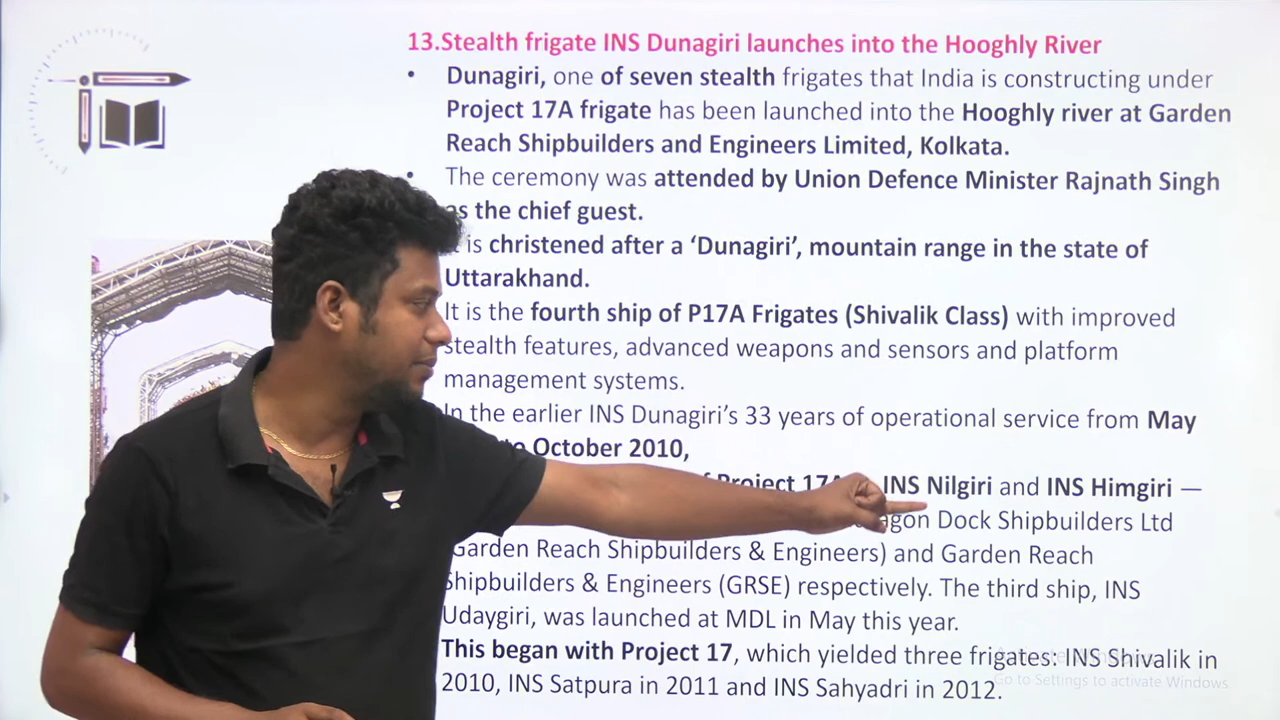 13.Stealth frigate INS Dunagiri launches into the Hooghly River
• Dunagiri, one of seven stealth frigates that India is constructing under
Project 17A frigate has been launched into the Hooghly river at Garden
Reach Shipbuilders and Engineers Limited, Kolkata.
• The ceremony was attended by Union Defence Minister Rajnath Singh
as the chief guest.
is christened after a ‘Dunagiri’, mountain range in the state of
Uttarakhand.
It is the fourth ship of P17A Frigates (Shivalik Class) with improved
stealth features, advanced weapons and sensors and platform
management systems.
In the earlier INS Dunagiri’s 33 years of operational service from May
to October 2010,
Project INS Nilgiri and INS Himgiri —
Dock Shipbuilders Ltd
Garden Reach Shipbuilders & Engineers) and Garden Reach
Shipbuilders & Engineers (GRSE) respectively. The third ship, INS
Udaygiri, was launched at MDL in May this year.
This began with Project 17, which yielded three frigates: INS Shivalik in
2010, INS Satpura in 2011 and INS Sahyadri in 2012.
Activate Windows
Go to Settings to activate Windows.